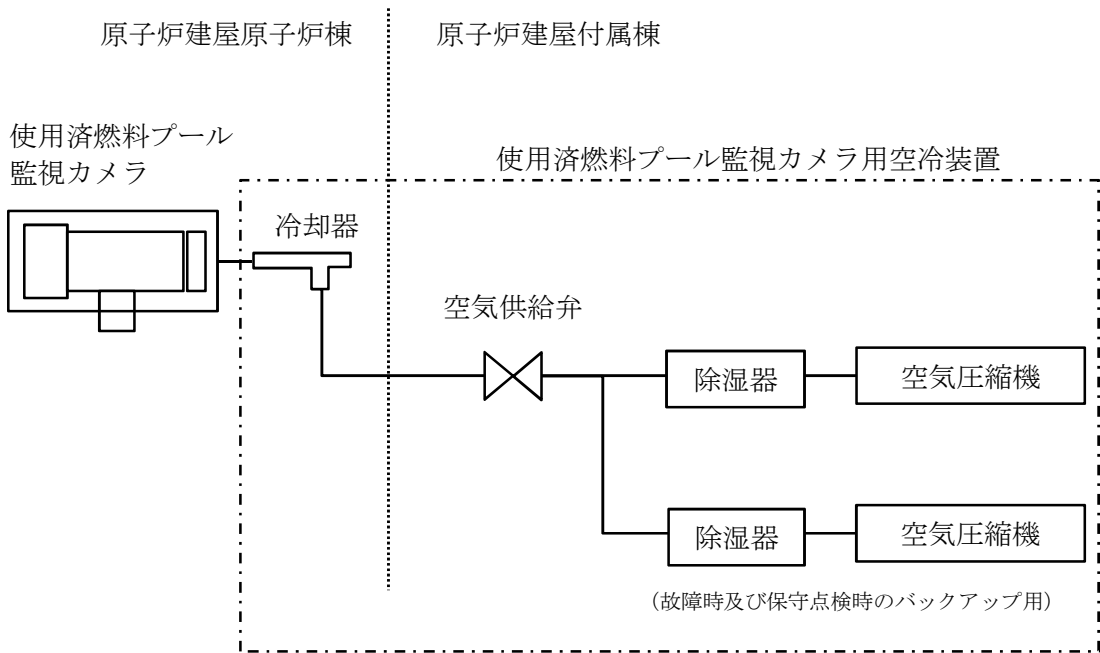 原子炉建屋原子炉棟
原子炉建屋付属棟
使用済燃料プール
監視カメラ
使用済燃料プール監視カメラ用空冷装置
冷却器
空気供給弁
除湿器
空気圧縮機
除湿器
空気圧縮機
（故障時及び保守点検時のバックアップ用）